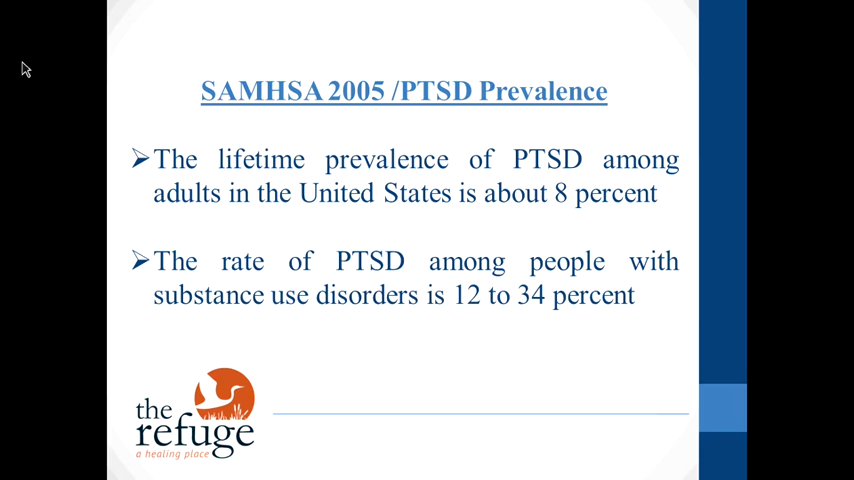 SAMHSA 2005 /PTSD Prevalence
The lifetime prevalence of PTSD among
adults in the United States is about 8 percent
The rate of PTSD among people with
substance use disorders is 12 to 34 percent
the
refuge
a healing place